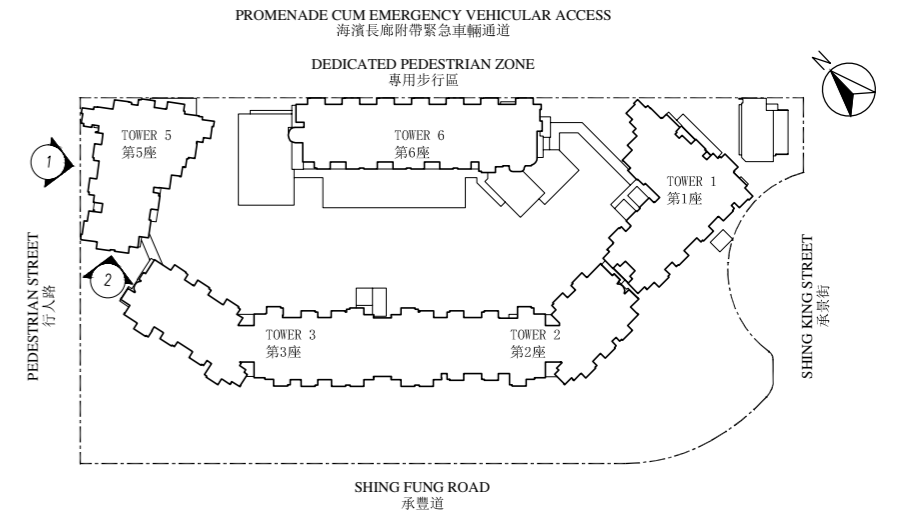 PROMENADE CUM EMERGENCY VEHICULAR ACCESS
海濱長廊附帶緊急車輛通道
DEDICATED PEDESTRIAN ZONE
專用步行區
N
TOWER 5
第5座
TOWER 6
第6座
1
TOWER 1
第1座
PEDESTRIAN STREET
行人路
2
SHING KING STREET
承景街
TOWER 3
第3座
TOWER 2
第2座
SHING FUNG ROAD
承豐道